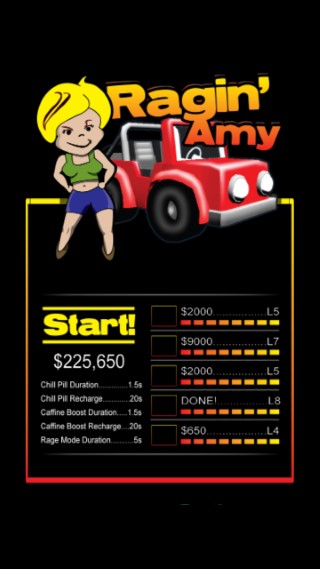 Ragin'
Amy
Start!
$225,650
Chill Pill Duration............1.5s
Chill Pill Recharge...........20s
Caffine Boost Duration....1.5s
Caffine Boost Recharge...20s
Rage Mode Duration.........5s
$2000..................L5
$9000..................L7
$2000..................L5
DONE!..................L8
$650....................L4